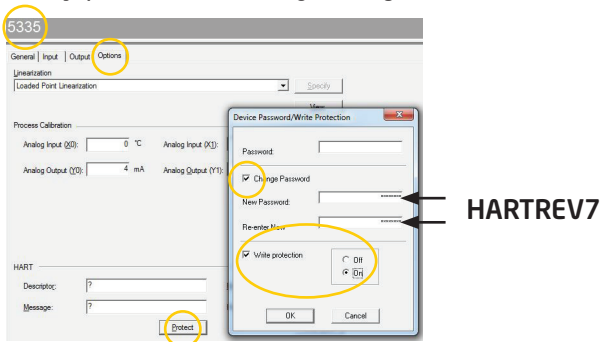 5335
General Input Output Options
Linearization
Loaded Point Linearization Specify
Process Calibration
Analog Input (X0): 0 °C Analog Input (X1):
Analog Output (Y0): 4 mA Analog Output (Y1):
Device Password/Write Protection
Password:
Change Password
New Password: ********
Re-enter New ********
HARTREV7
Write protection
Off
On
HART
Descriptor: ?
Message: ?
Protect
OK Cancel